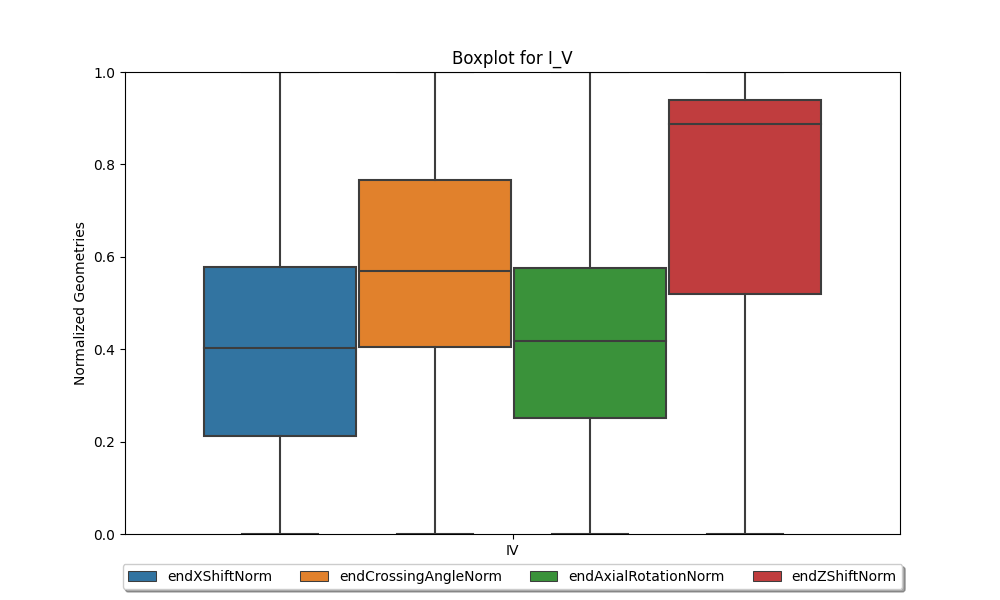 Boxplot for I_V
1.0
0.8
0.6
0.4
0.2
0.0
Normalized Geometries
IV
endXShiftNorm endCrossingAngleNorm endAxialRotationNorm endZShiftNorm